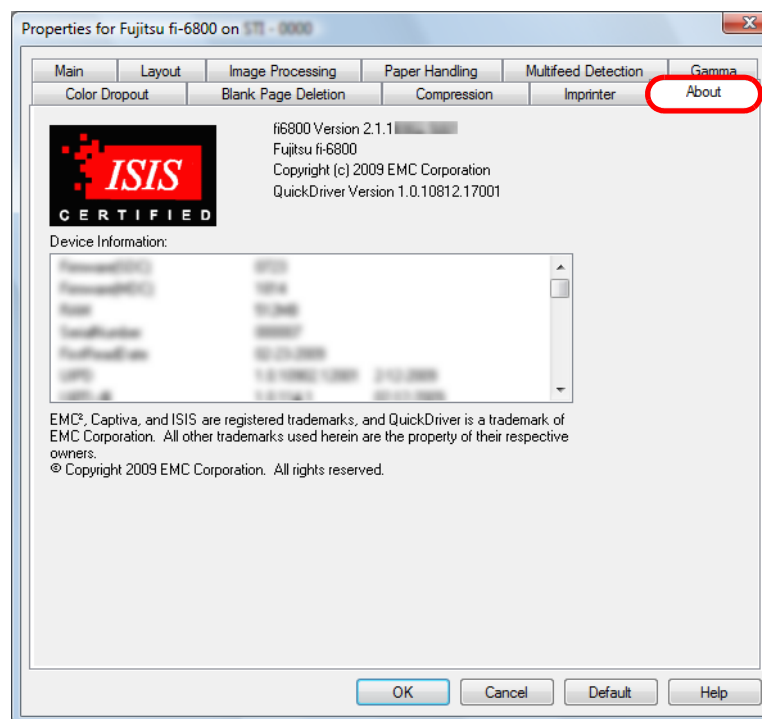 Properties for Fujitsu fi-6800 on
Main Layout Image Processing Paper Handling Multifeed Detection Gamma
Color Dropout Blank Page Deletion Compression Imprinter About
ISIS
CERTIFIED
fi6800 Version 2.1.1
Fujitsu fi-6800
Copyright (c) 2009 EMC Corporation
QuickDriver Version 1.0.10812.17001
Device Information:
EMC², Captiva, and ISIS are registered trademarks, and QuickDriver is a trademark of
EMC Corporation. All other trademarks used herein are the property of their respective
owners.
© Copyright 2009 EMC Corporation. All rights reserved.
OK Cancel Default Help